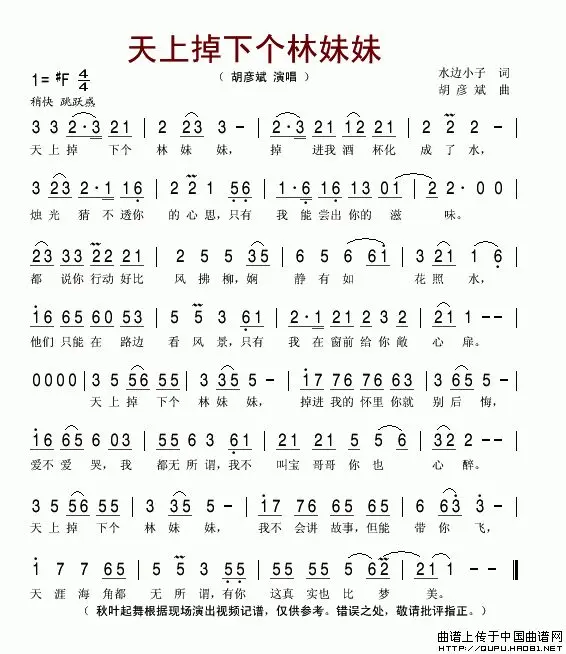 天上掉下个林妹妹
1=♯F 4/4
(胡彦斌 演唱)
水边小子 词
胡彦斌 曲
稍快 跳跃感
3 3 2·3 21 | 2 23 3 - | 23 21 12 21 | 2 2 2 - |
天上掉 下个 林 妹妹, 掉 进我 酒 杯化 成 了 水,
3 23 2·1 16 | 2 2 1 56 | 1·6 16 13 01 | 2·0 0 |
烛 光 猜 不 透你 的 心 思,只有 我 能 尝出 你的 滋 味。
23 33 22 21 | 2 5 5 35 | 6 5 6 61 | 3 21 1 6 |
都 说你 行动 好比 风 拂 柳,娴 静 有 如 花 照 水,
16 65 60 53 | 5 5 3 61 | 2·1 21 21 22 | 21 1 - - |
他们 只能 在 路边 看 风 景,只有 我 在 窗前 给你 敞 心 扉。
0000 | 3 5 56 55 | 3 35 5 - | 17 76 76 63 | 3 65 5 - |
天 上 掉 下个 林 妹妹, 掉进 我的 怀里 你就 别 后 悔,
16 65 6 03 | 55 6 3 61 | 21 21 5 56 | 3 32 2 - |
爱不 爱 哭,我 都无 所 谓,我不 叫宝 哥哥 你 也 心 醉。
3 5 56 55 | 3 35 5 - | 17 76 65 55 | 6 63 3 - |
天 上 掉 下个 林 妹 妹, 我不 会讲 故事,但能 带 你 飞,
1 7 7 65 | 5 5 3 55 | 55 55 56 62 | 21 1 - ‖
天 涯 海 角都 无 所 谓,有你 这真 实也 比 梦 美。
(秋叶起舞根据现场演出视频记谱,仅供参考。错误之处,敬请批评指正。)
曲谱上传于中国曲谱网
HTTP://QUPU.HAO81.NET